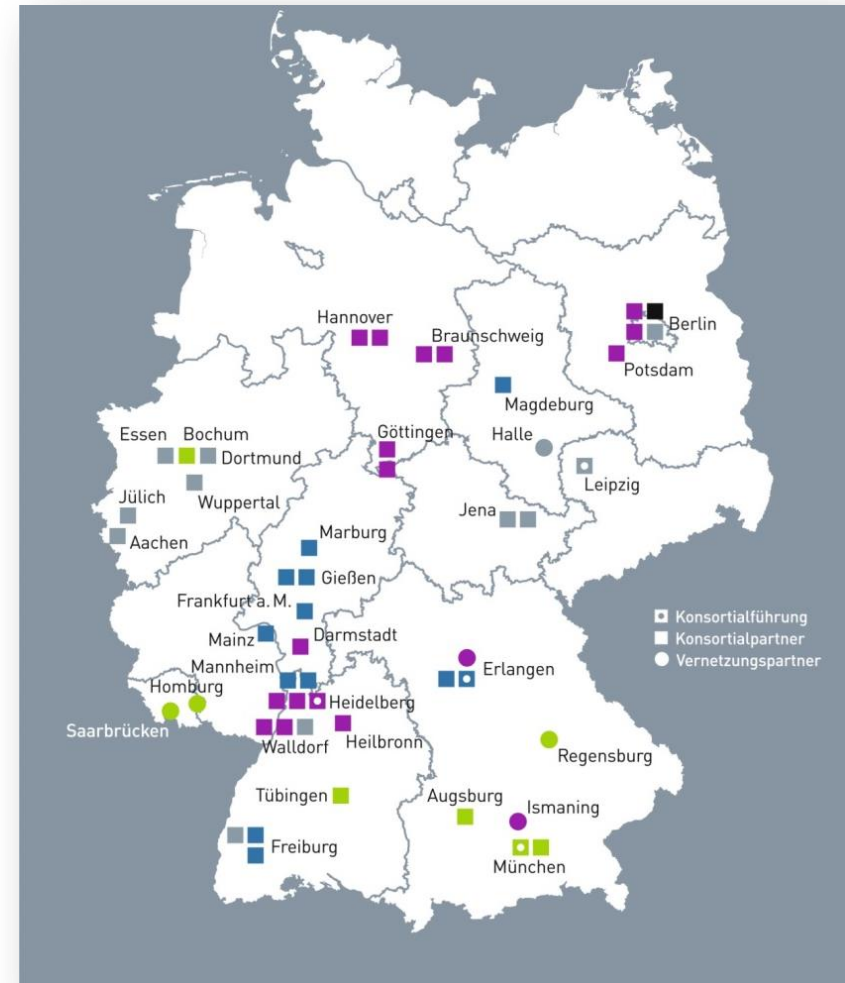 Hannover
Braunschweig
Berlin
Potsdam
Magdeburg
Göttingen
Halle
Leipzig
Essen
Bochum
Dortmund
Wuppertal
Jülich
Aachen
Jena
Marburg
Gießen
Frankfurt a. M.
Mainz
Darmstadt
Mannheim
Homburg
Heidelberg
Saarbrücken
Walldorf
Heilbronn
Erlangen
Regensburg
Tübingen
Augsburg
Ismaning
Freiburg
München
Konsortialführung
Konsortialpartner
Vernetzungspartner